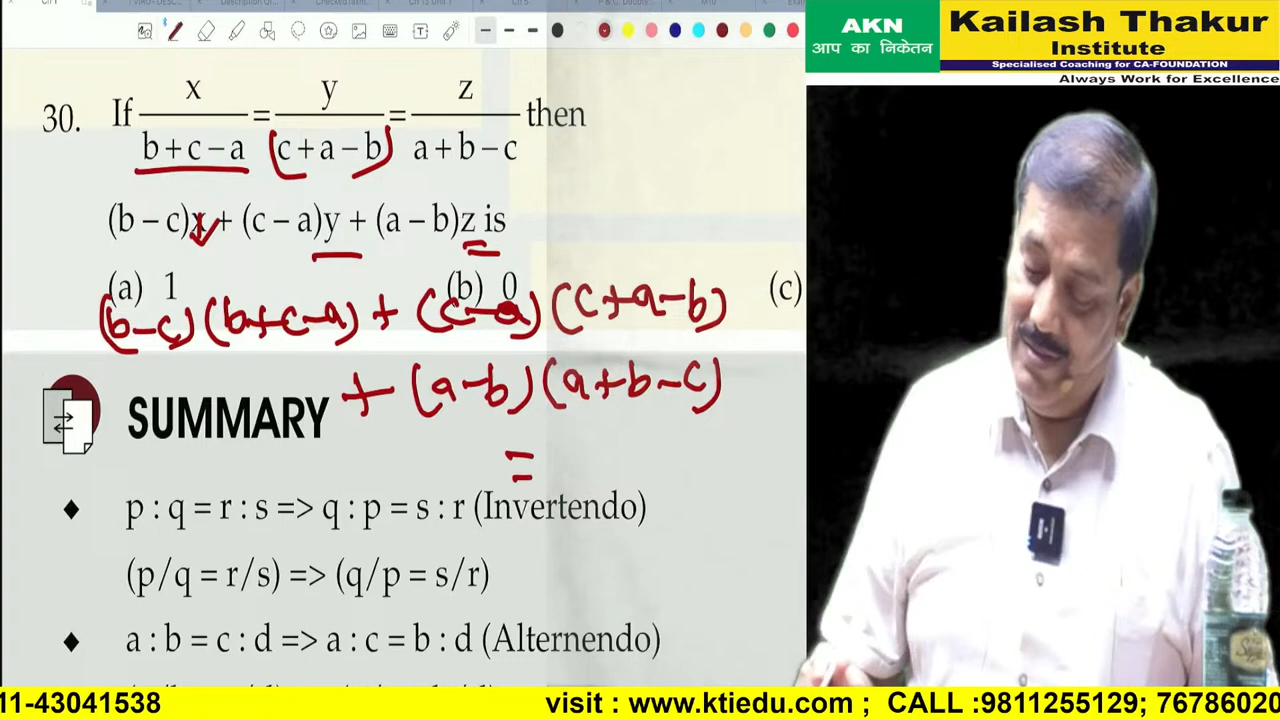 AKN
आप का निकेतन
Kailash Thakur
Institute
Specialised Coaching for CA-FOUNDATION
Always Work for Excellence
30. If x/(b+c−a) = y/(c+a−b) = z/(a+b−c) then
(b − c)x + (c − a)y + (a − b)z is
(a) 1 (b) 0 (c)
(b-c)(b+c-a) + (c-a)(c+a-b)
+ (a-b)(a+b-c)
=
SUMMARY
♦ p : q = r : s => q : p = s : r (Invertendo)
(p/q = r/s) => (q/p = s/r)
♦ a : b = c : d => a : c = b : d (Alternendo)
11-43041538 visit : www.ktiedu.com ; CALL :9811255129; 76786020